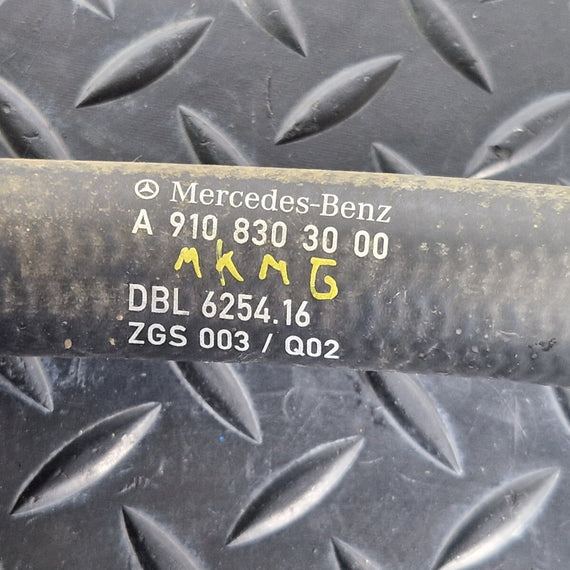 Mercedes-Benz
A 910 830 30 00
MKMG
DBL 6254.16
ZGS 003 / Q02